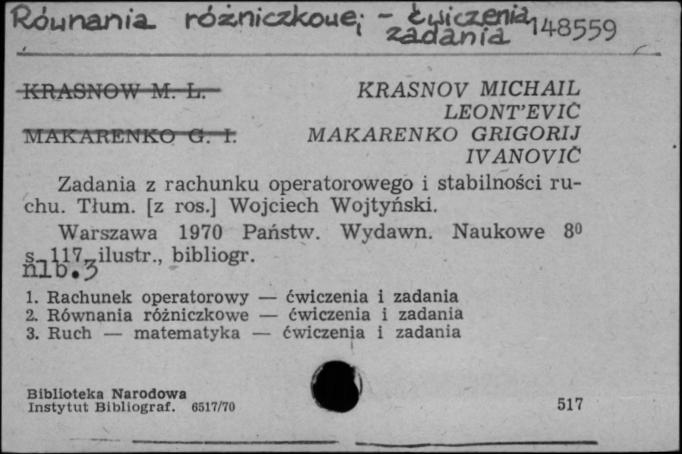 Równania różniczkowe; - ćwiczenia,
zadania 148559
KRASNOW M. L. KRASNOV MICHAIL
LEONT'EVIČ
MAKARENKO G. I. MAKARENKO GRIGORIJ
IVANOVIČ
Zadania z rachunku operatorowego i stabilności ru-
chu. Tłum. [z ros.] Wojciech Wojtyński.
Warszawa 1970 Państw. Wydawn. Naukowe 8⁰
s. 117, ilustr., bibliogr.
nlb. 3
1. Rachunek operatorowy — ćwiczenia i zadania
2. Równania różniczkowe — ćwiczenia i zadania
3. Ruch — matematyka — ćwiczenia i zadania
Biblioteka Narodowa
Instytut Bibliograf. 6517/70 517